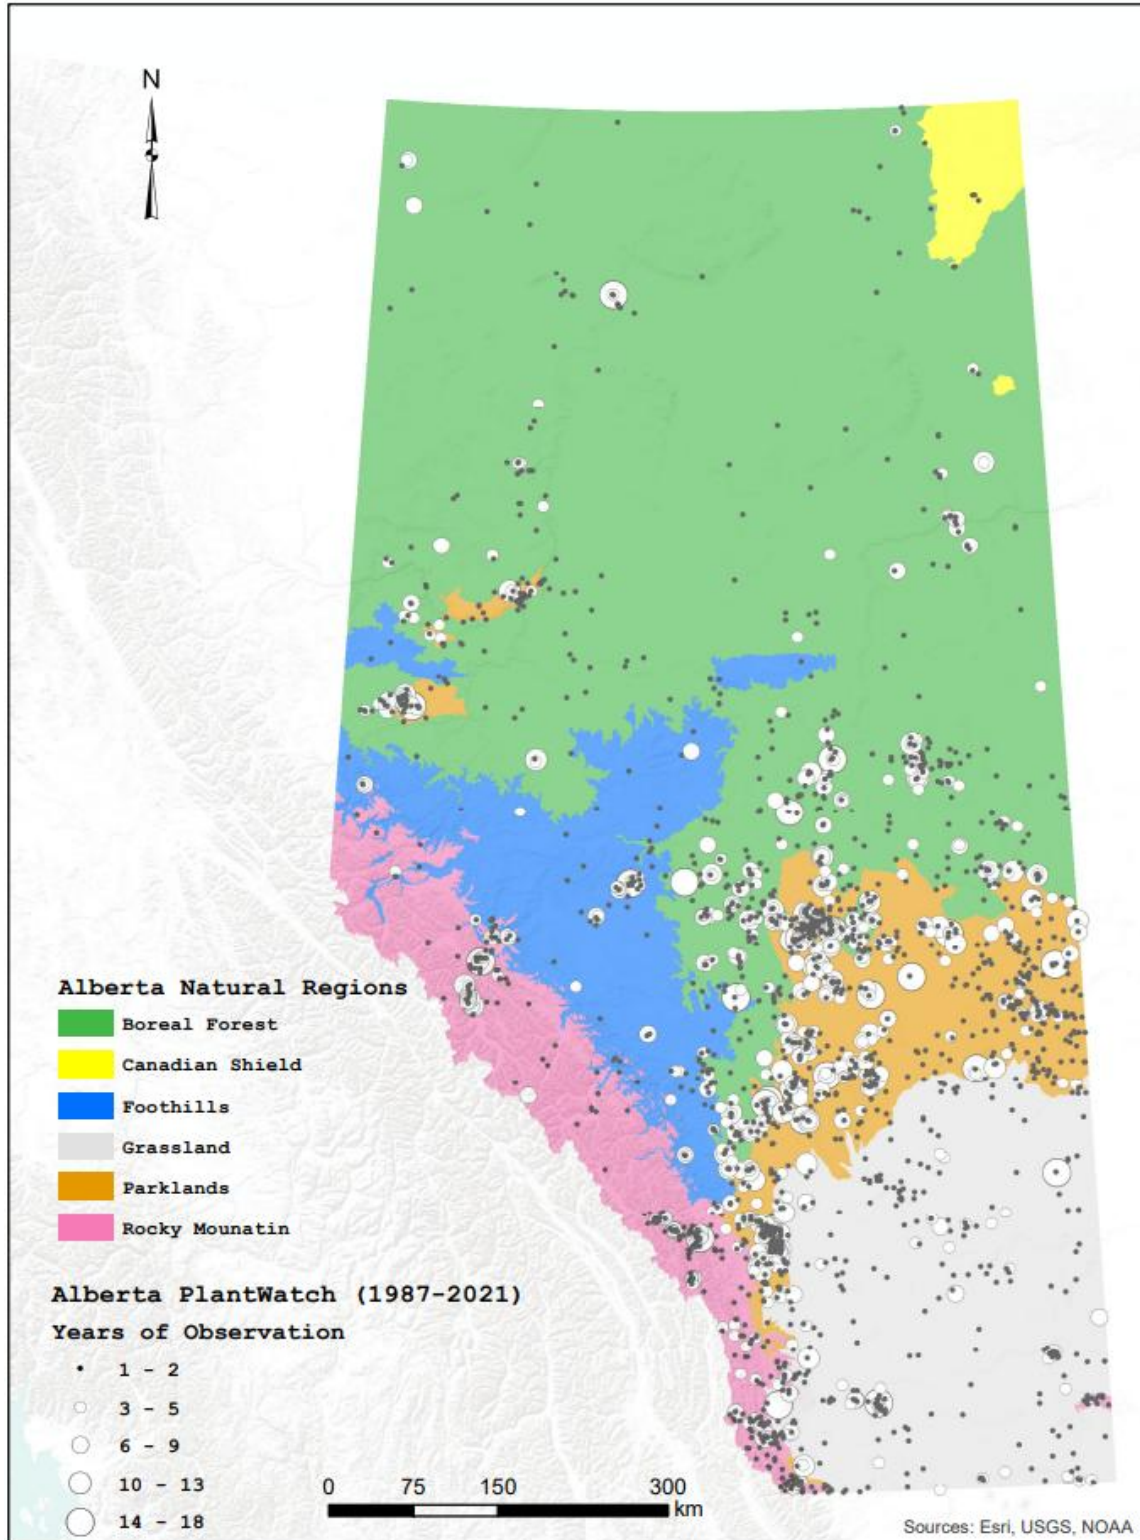 N
Alberta Natural Regions
Boreal Forest
Canadian Shield
Foothills
Grassland
Parklands
Rocky Mounatin
Alberta PlantWatch (1987-2021)
Years of Observation
1 - 2
3 - 5
6 - 9
10 - 13
14 - 18
0 75 150 300
km
Sources: Esri, USGS, NOAA